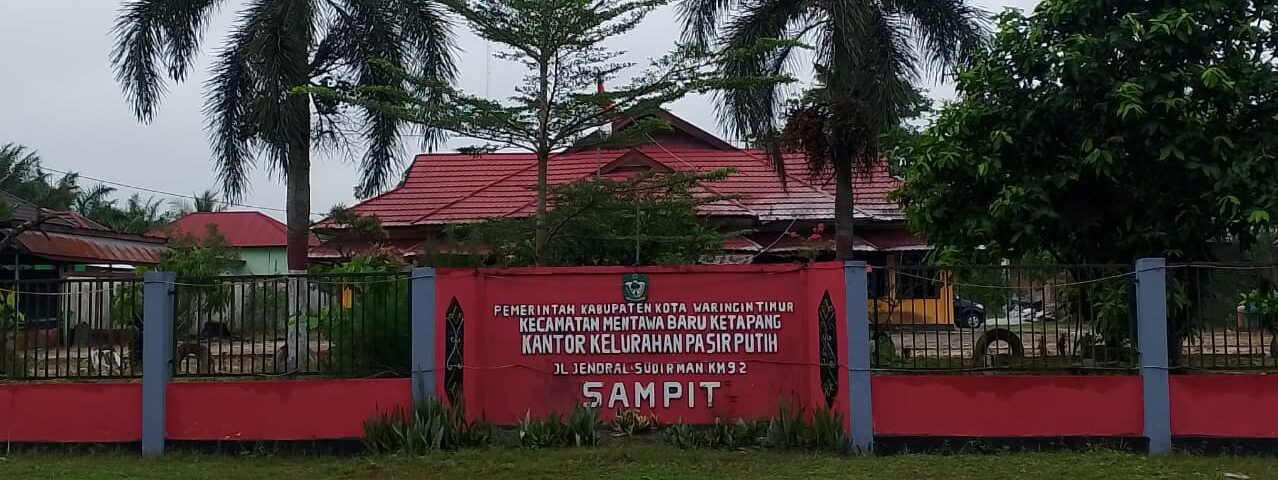 PEMERINTAH KABUPATEN KOTA WARINGIN TIMUR
KECAMATAN MENTAWA BARU KETAPANG
KANTOR KELURAHAN PASIR PUTIH
JL JENDRAL SUDIRMAN KM 9 2
SAMPIT